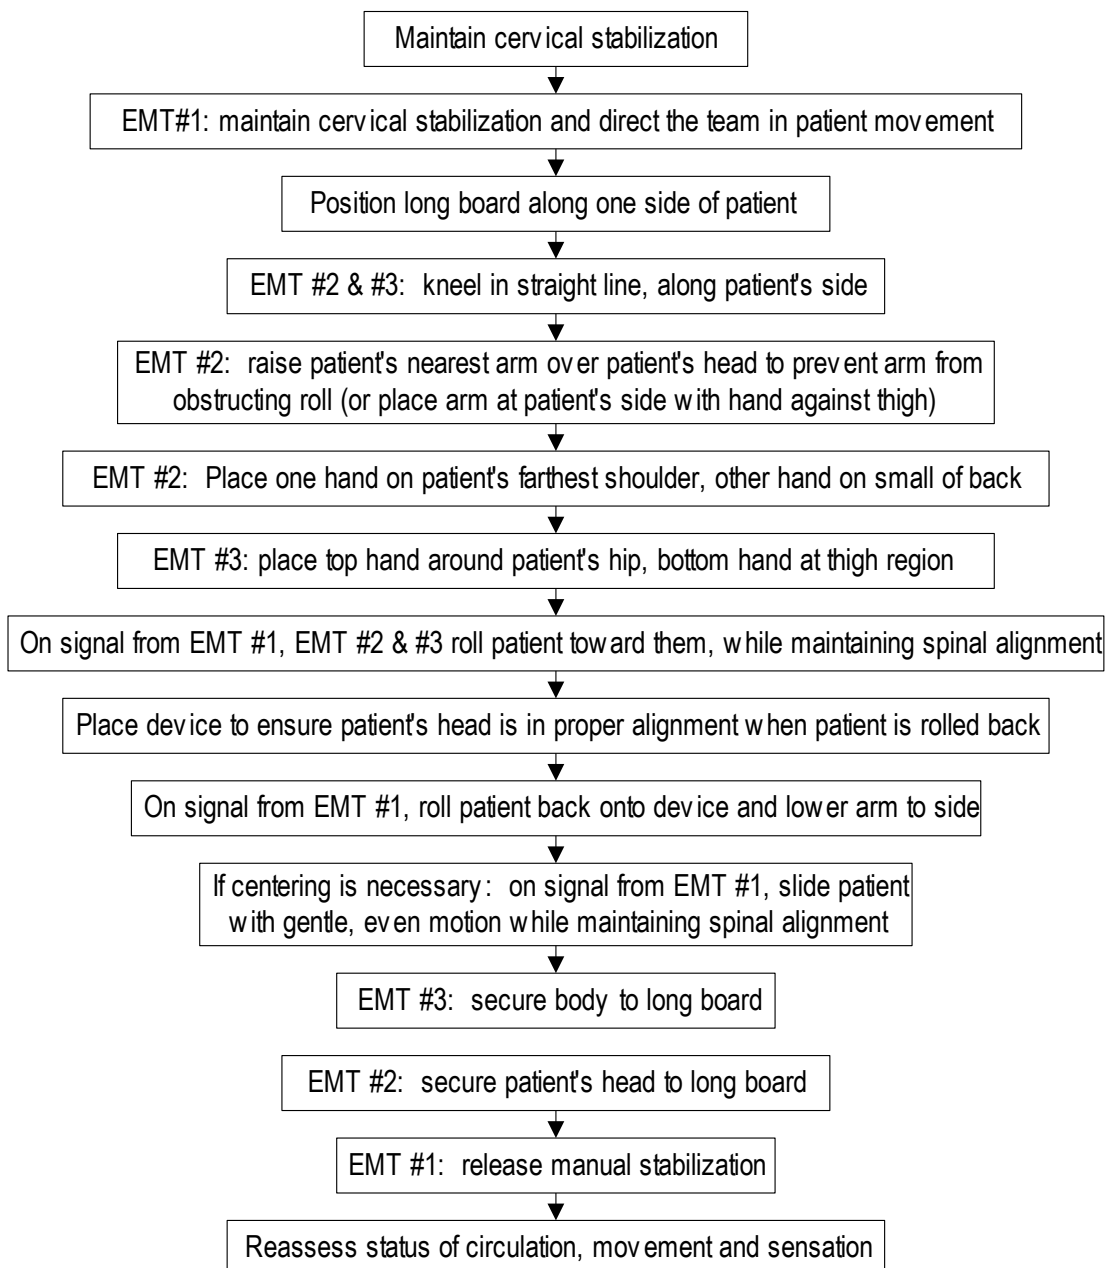 Maintain cervical stabilization
EMT#1: maintain cervical stabilization and direct the team in patient movement
Position long board along one side of patient
EMT #2 & #3: kneel in straight line, along patient's side
EMT #2: raise patient's nearest arm over patient's head to prevent arm from
obstructing roll (or place arm at patient's side with hand against thigh)
EMT #2: Place one hand on patient's farthest shoulder, other hand on small of back
EMT #3: place top hand around patient's hip, bottom hand at thigh region
On signal from EMT #1, EMT #2 & #3 roll patient toward them, while maintaining spinal alignment
Place device to ensure patient's head is in proper alignment when patient is rolled back
On signal from EMT #1, roll patient back onto device and lower arm to side
If centering is necessary: on signal from EMT #1, slide patient
with gentle, even motion while maintaining spinal alignment
EMT #3: secure body to long board
EMT #2: secure patient's head to long board
EMT #1: release manual stabilization
Reassess status of circulation, movement and sensation